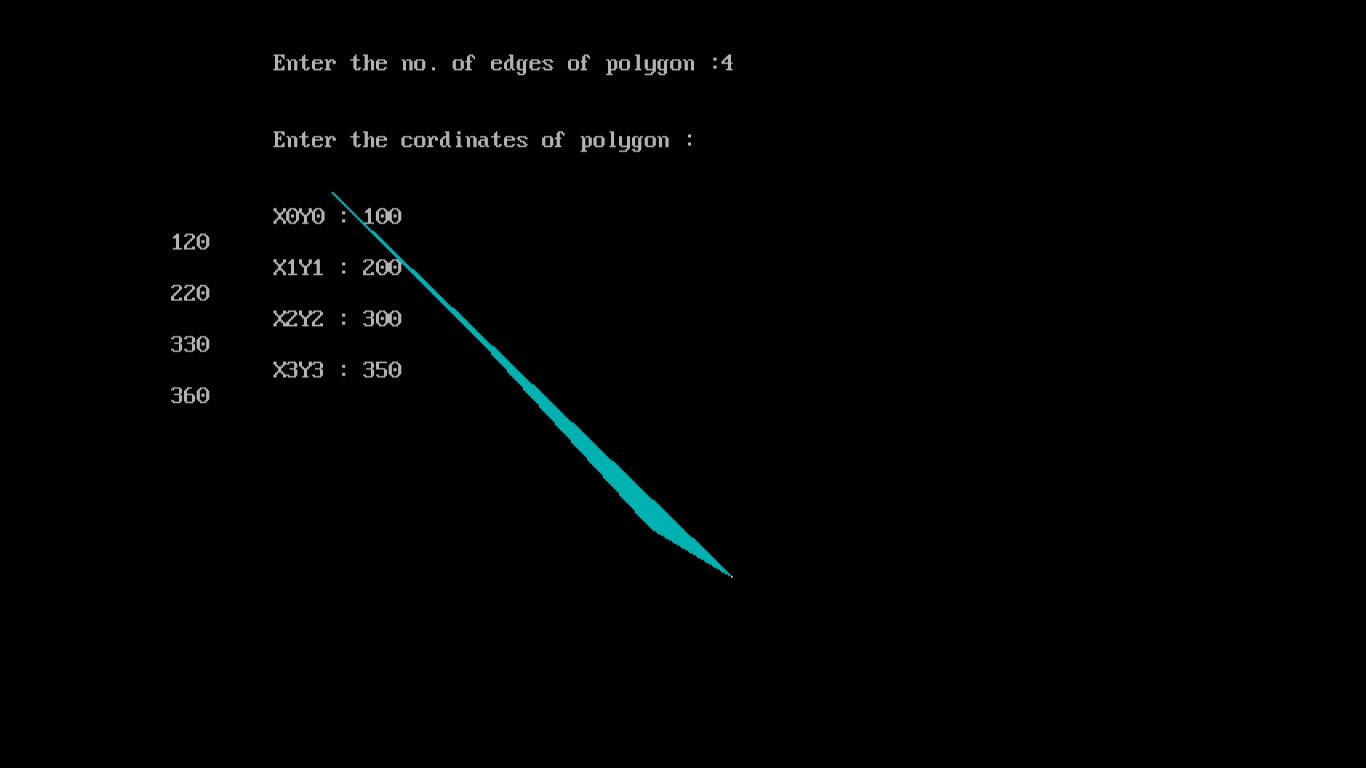 Enter the no. of edges of polygon :4
Enter the cordinates of polygon :
X0Y0 : 100
120
X1Y1 : 200
220
X2Y2 : 300
330
X3Y3 : 350
360